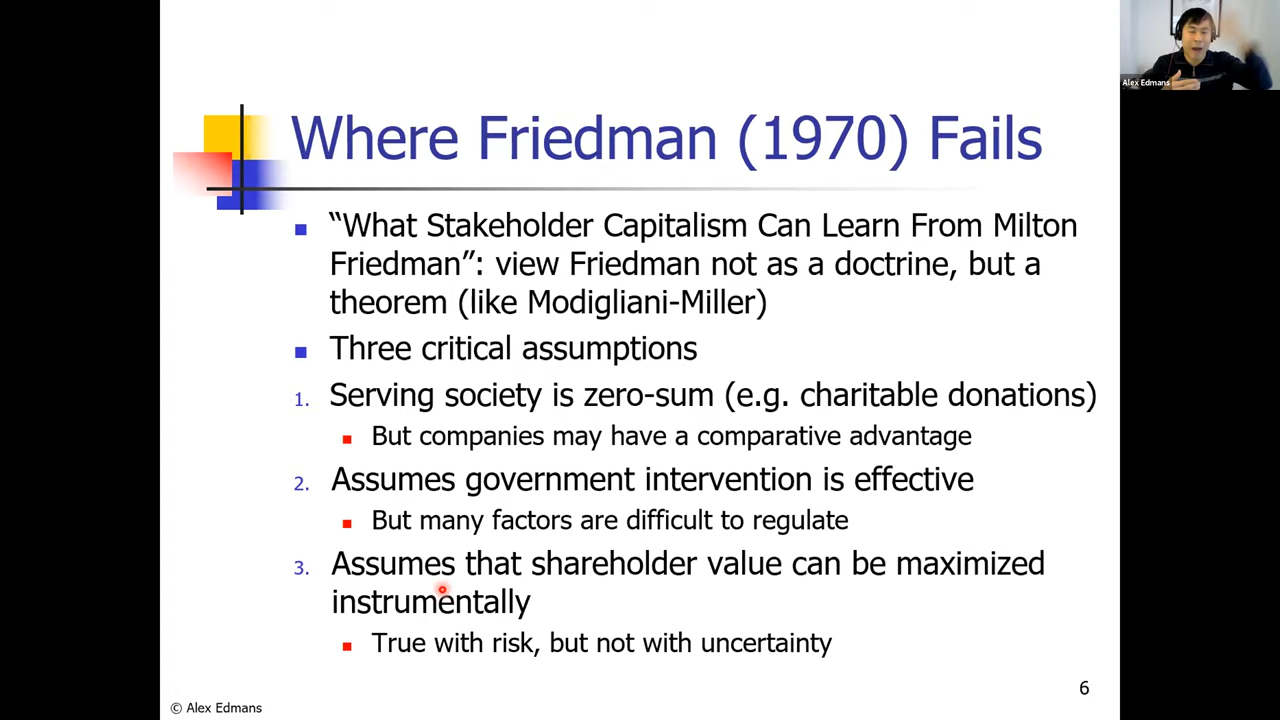 Alex Edmans
Where Friedman (1970) Fails
“What Stakeholder Capitalism Can Learn From Milton
Friedman”: view Friedman not as a doctrine, but a
theorem (like Modigliani-Miller)
Three critical assumptions
1. Serving society is zero-sum (e.g. charitable donations)
But companies may have a comparative advantage
2. Assumes government intervention is effective
But many factors are difficult to regulate
3. Assumes that shareholder value can be maximized
instrumentally
True with risk, but not with uncertainty
6
© Alex Edmans